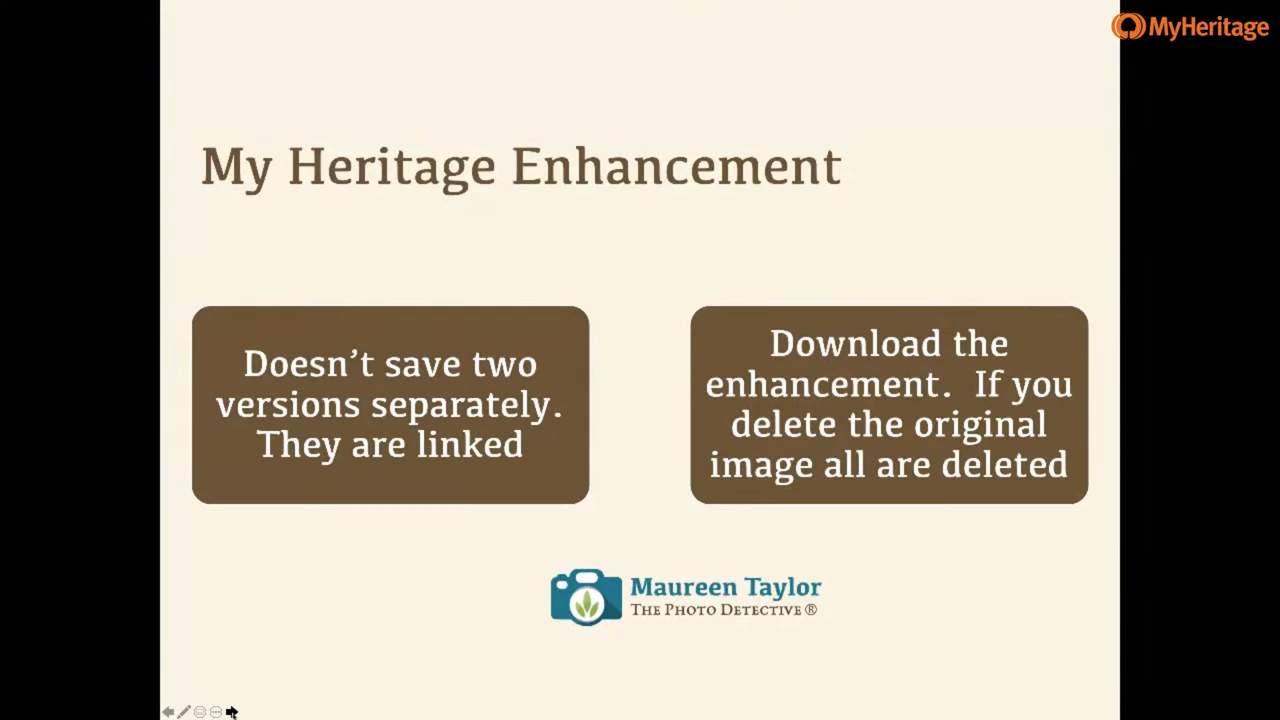 MyHeritage
My Heritage Enhancement
Doesn’t save two
versions separately.
They are linked
Download the
enhancement.  If you
delete the original
image all are deleted
Maureen Taylor
The Photo Detective ®